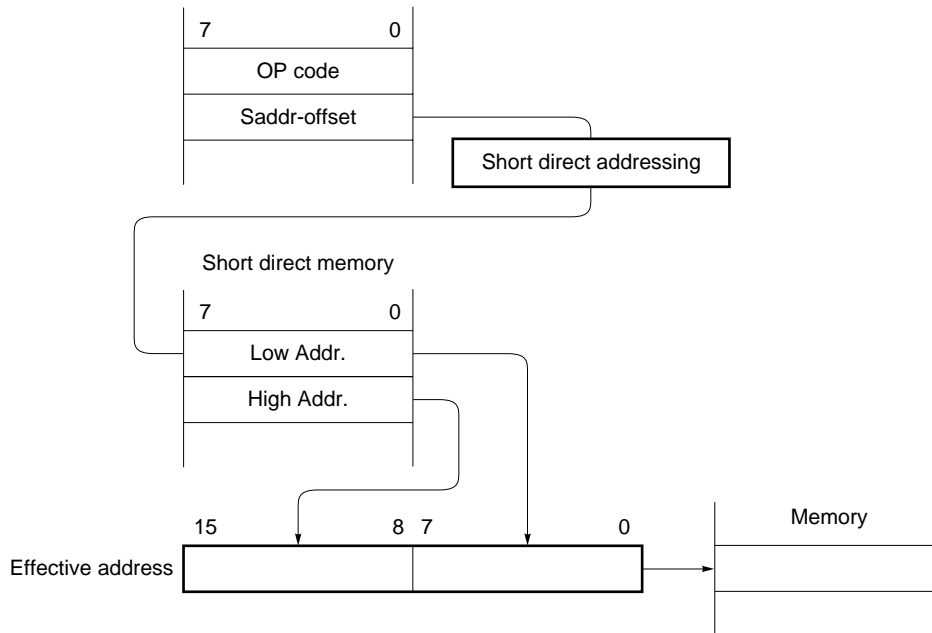 7 0
OP code
Saddr-offset
Short direct addressing
Short direct memory
7 0
Low Addr.
High Addr.
15 8 7 0
Memory
Effective address